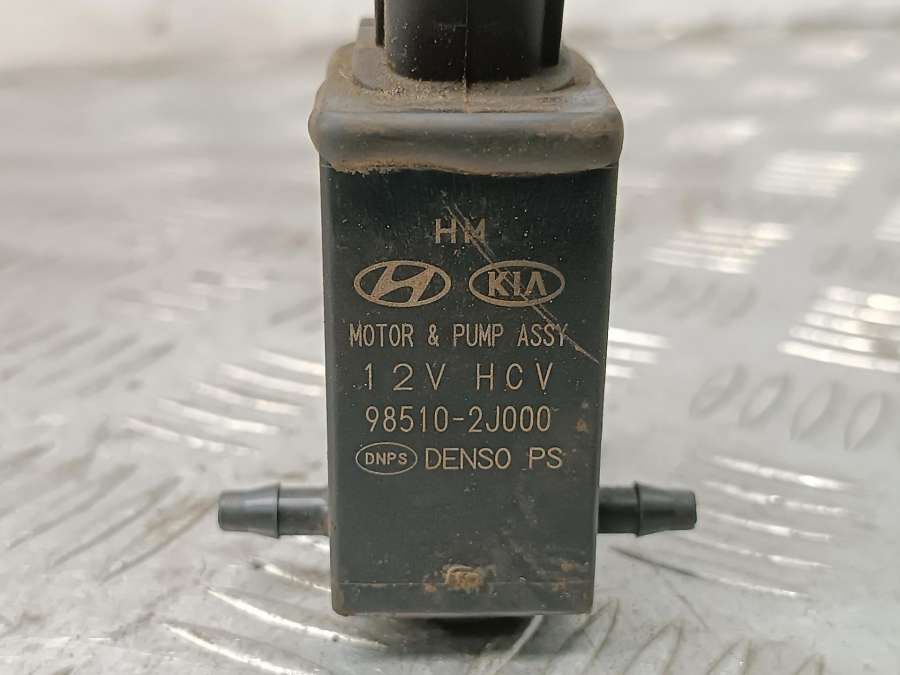 HM
H KIA
MOTOR & PUMP ASSY
12V HCV
98510-2J000
DNPS DENSO PS